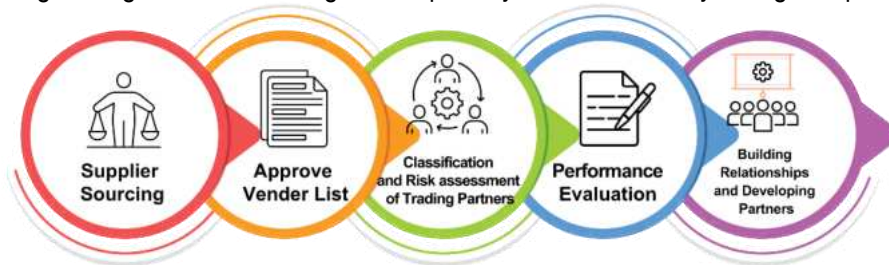 Supplier
Sourcing
Approve
Vender List
Classification
and Risk assessment
of Trading Partners
Performance
Evaluation
Building
Relationships
and Developing
Partners